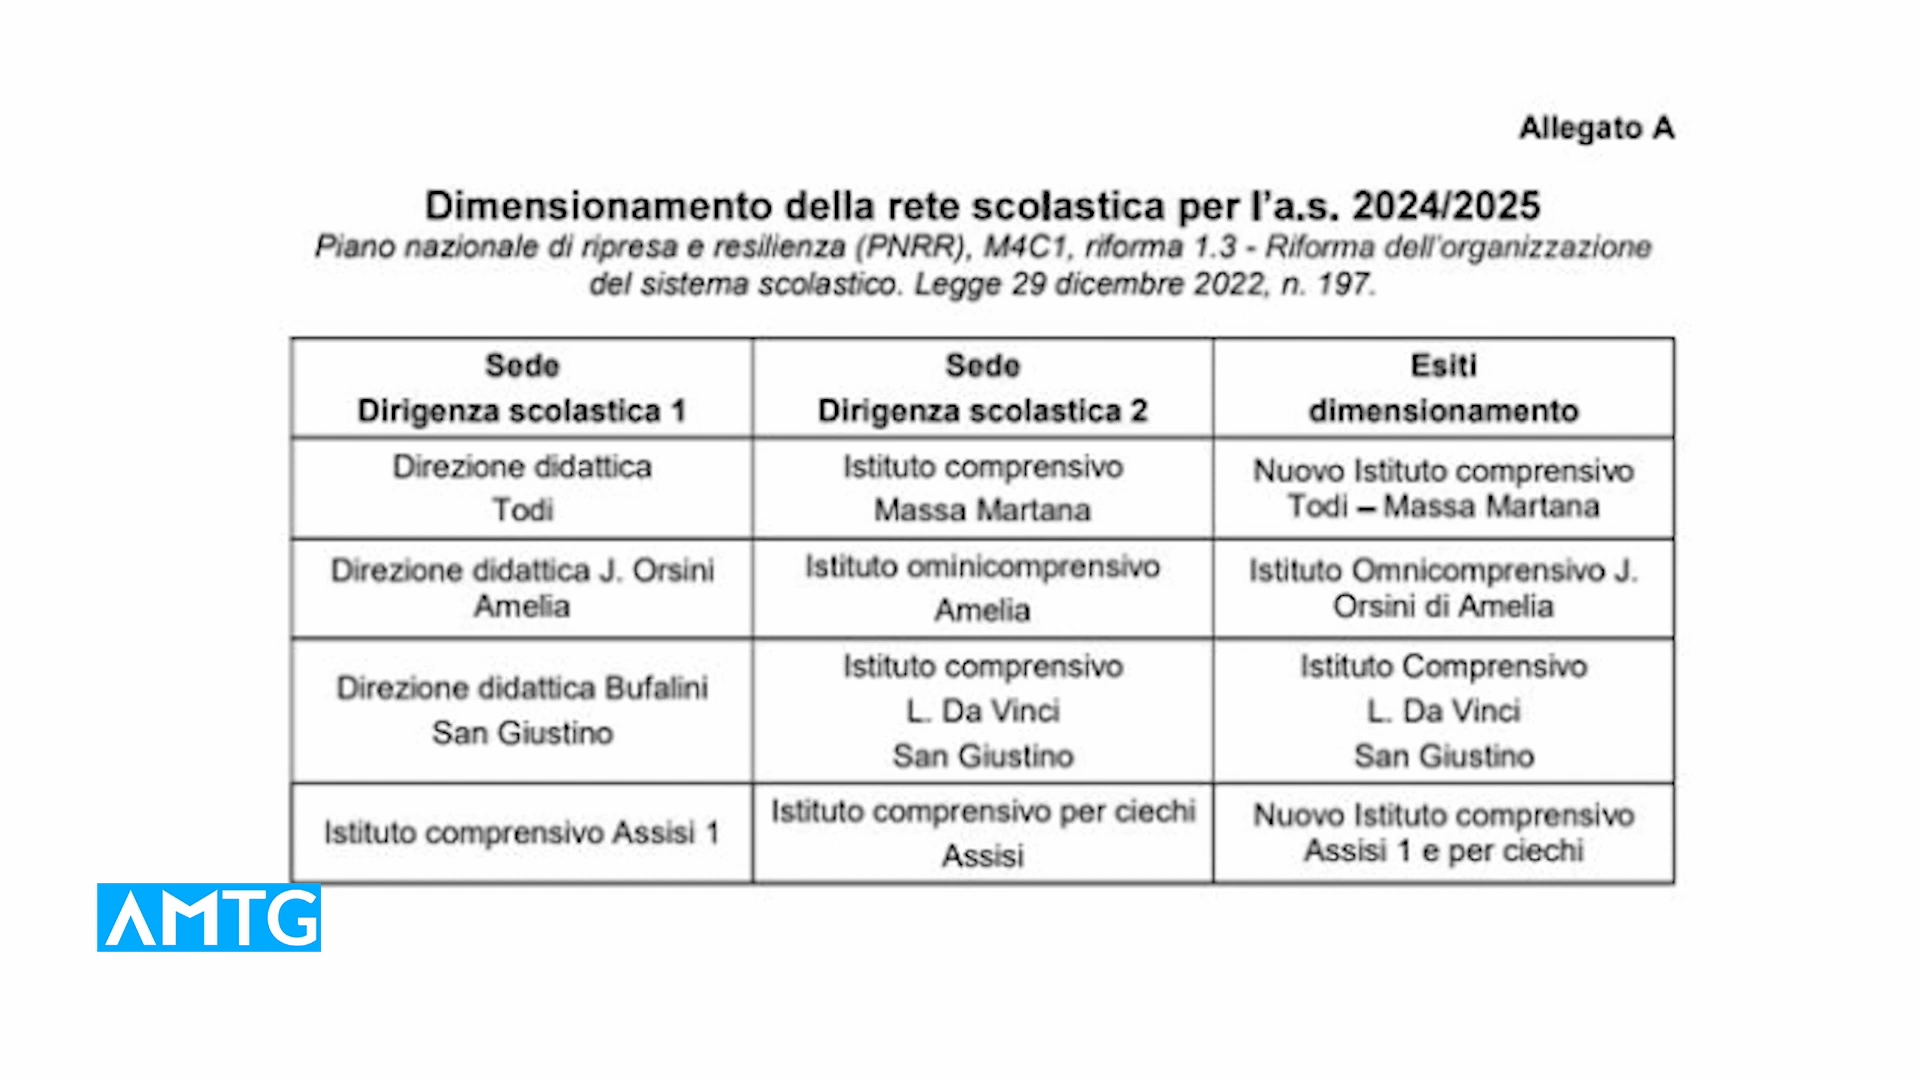 Allegato A
Dimensionamento della rete scolastica per l'a.s. 2024/2025
Piano nazionale di ripresa e resilienza (PNRR), M4C1, riforma 1.3 - Riforma dell'organizzazione
del sistema scolastico. Legge 29 dicembre 2022, n. 197.
Sede
Dirigenza scolastica 1
Sede
Dirigenza scolastica 2
Esiti
dimensionamento
Direzione didattica
Todi
Istituto comprensivo
Massa Martana
Nuovo Istituto comprensivo
Todi – Massa Martana
Direzione didattica J. Orsini
Amelia
Istituto ominicomprensivo
Amelia
Istituto Omnicomprensivo J.
Orsini di Amelia
Direzione didattica Bufalini
San Giustino
Istituto comprensivo
L. Da Vinci
San Giustino
Istituto Comprensivo
L. Da Vinci
San Giustino
Istituto comprensivo Assisi 1
Istituto comprensivo per ciechi
Assisi
Nuovo Istituto comprensivo
Assisi 1 e per ciechi
AMTG